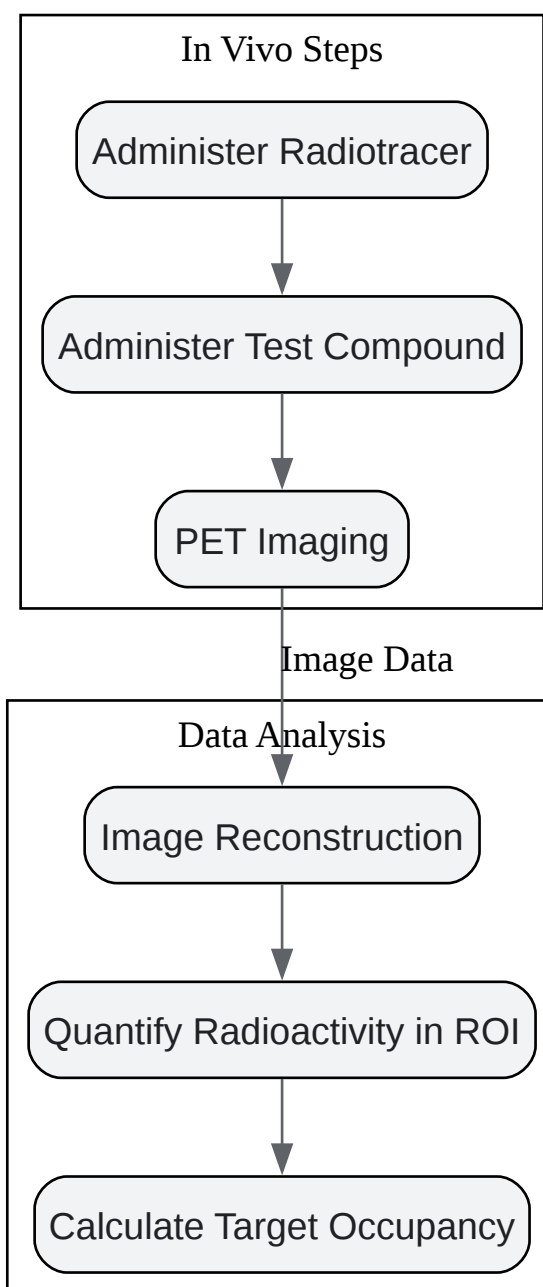 In Vivo Steps
Administer Radiotracer
Administer Test Compound
PET Imaging
Image Data
Data Analysis
Image Reconstruction
Quantify Radioactivity in ROI
Calculate Target Occupancy